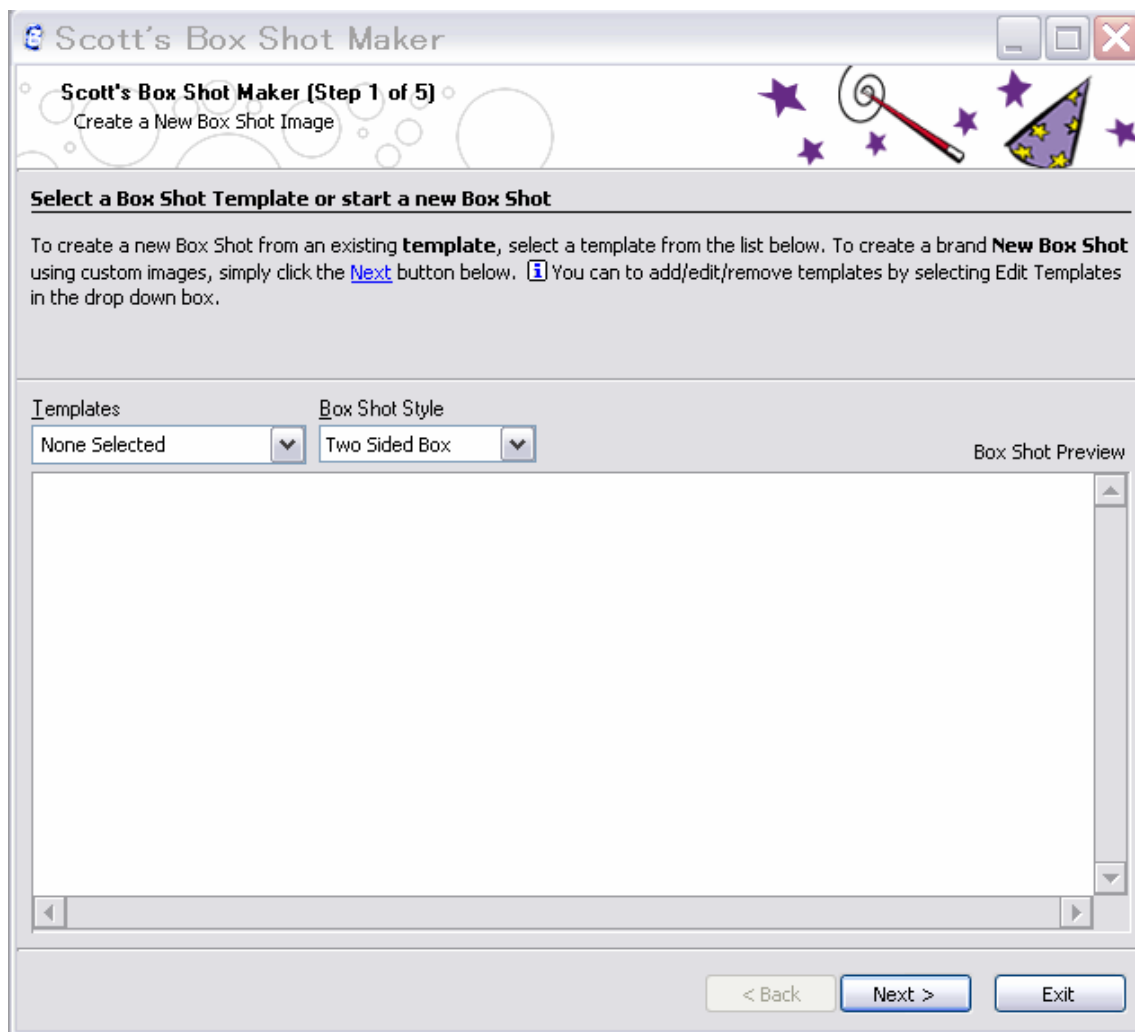 Scott's Box Shot Maker
Scott's Box Shot Maker (Step 1 of 5)
Create a New Box Shot Image
Select a Box Shot Template or start a new Box Shot
To create a new Box Shot from an existing template, select a template from the list below. To create a brand New Box Shot
using custom images, simply click the Next button below. i You can to add/edit/remove templates by selecting Edit Templates
in the drop down box.
Templates Box Shot Style
None Selected Two Sided Box
Box Shot Preview
< Back Next > Exit